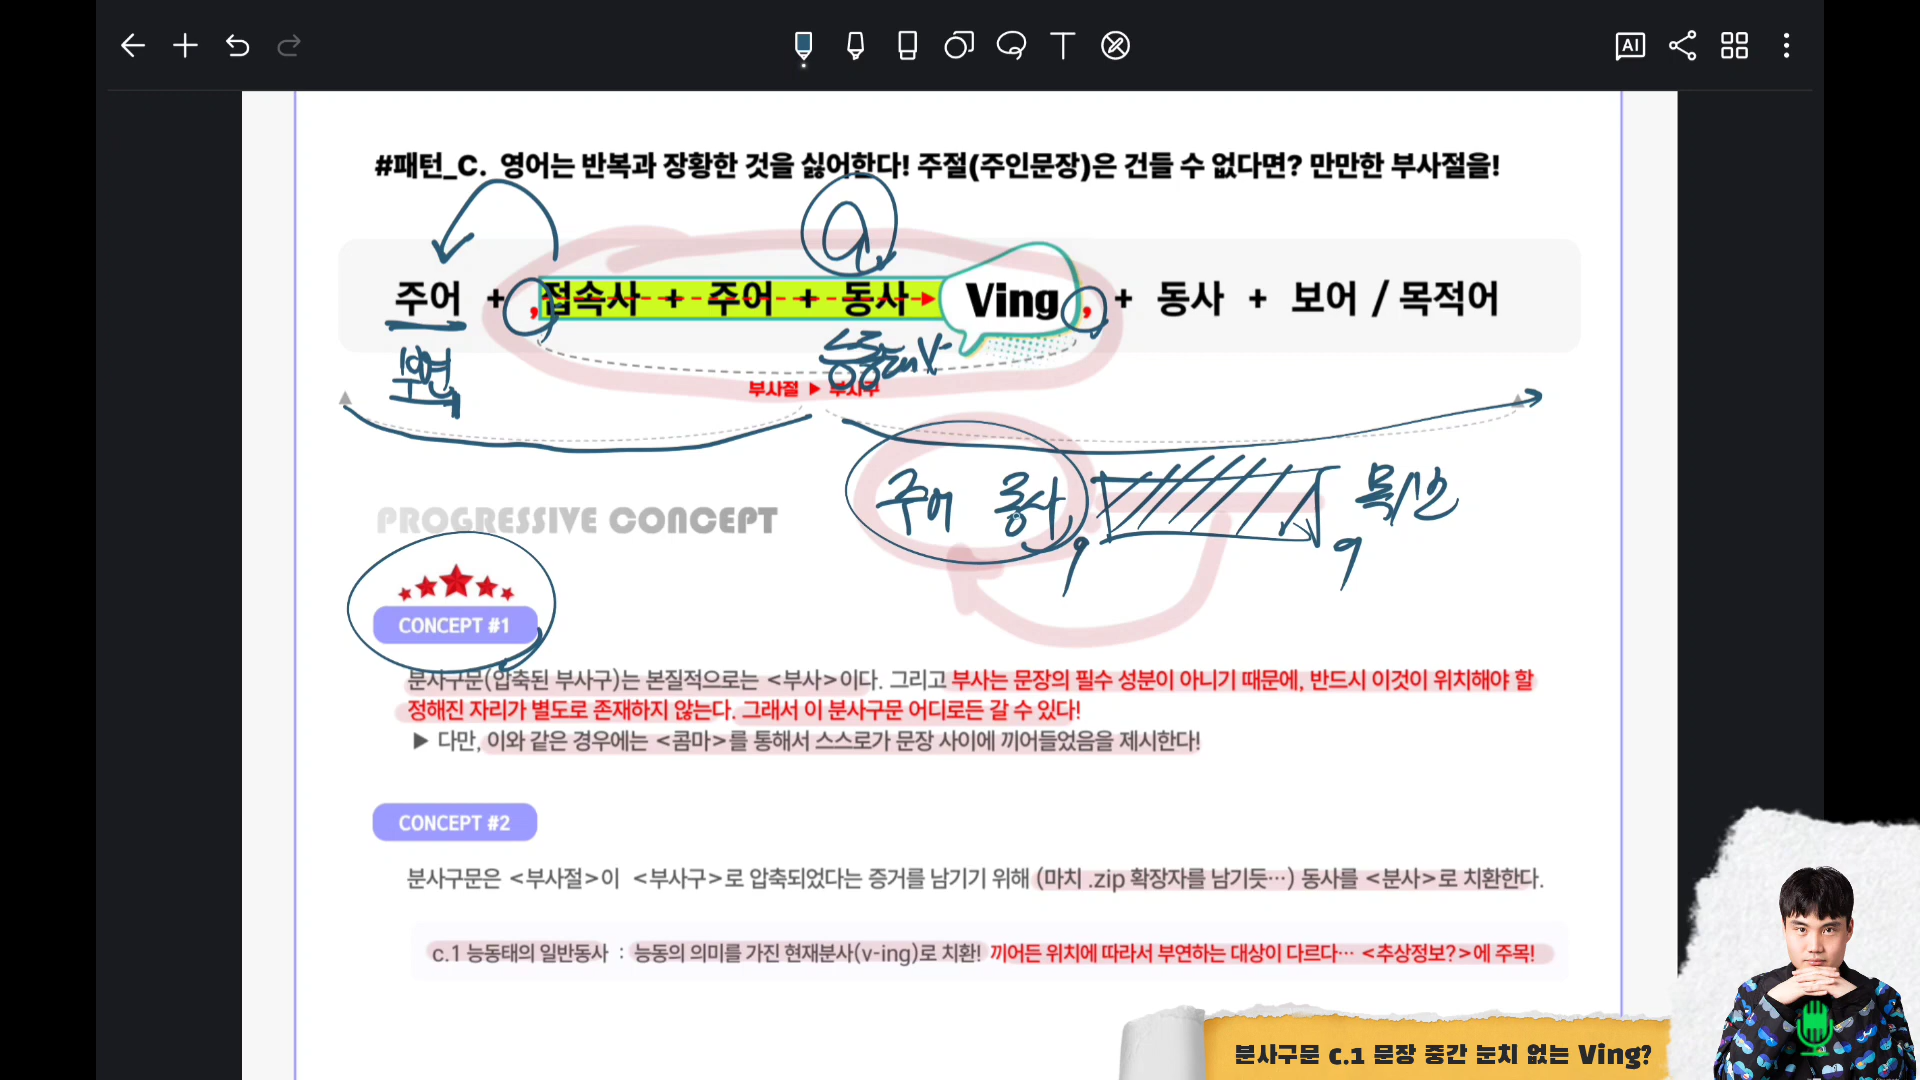 AI
#패턴_C. 영어는 반복과 장황한 것을 싫어한다! 주절(주인문장)은 건들 수 없다면? 만만한 부사절을!
a
주어 + , 접속사 + 주어 + 동사 Ving , + 동사 + 보어 / 목적어
능동태V
부사절 ▶ 부사구
주어 동사 , , 목/보
PROGRESSIVE CONCEPT
CONCEPT #1
분사구문(압축된 부사구)는 본질적으로는 <부사>이다. 그리고 부사는 문장의 필수 성분이 아니기 때문에, 반드시 이것이 위치해야 할
정해진 자리가 별도로 존재하지 않는다. 그래서 이 분사구문 어디로든 갈 수 있다!
▶ 다만, 이와 같은 경우에는 <콤마>를 통해서 스스로가 문장 사이에 끼어들었음을 제시한다!
CONCEPT #2
분사구문은 <부사절>이 <부사구>로 압축되었다는 증거를 남기기 위해 (마치 .zip 확장자를 남기듯…) 동사를 <분사>로 치환한다.
c.1 능동태의 일반동사 : 능동의 의미를 가진 현재분사(v-ing)로 치환! 끼어든 위치에 따라서 부연하는 대상이 다르다… <추상정보?>에 주목!
분사구문 c.1 문장 중간 눈치 없는 Ving?